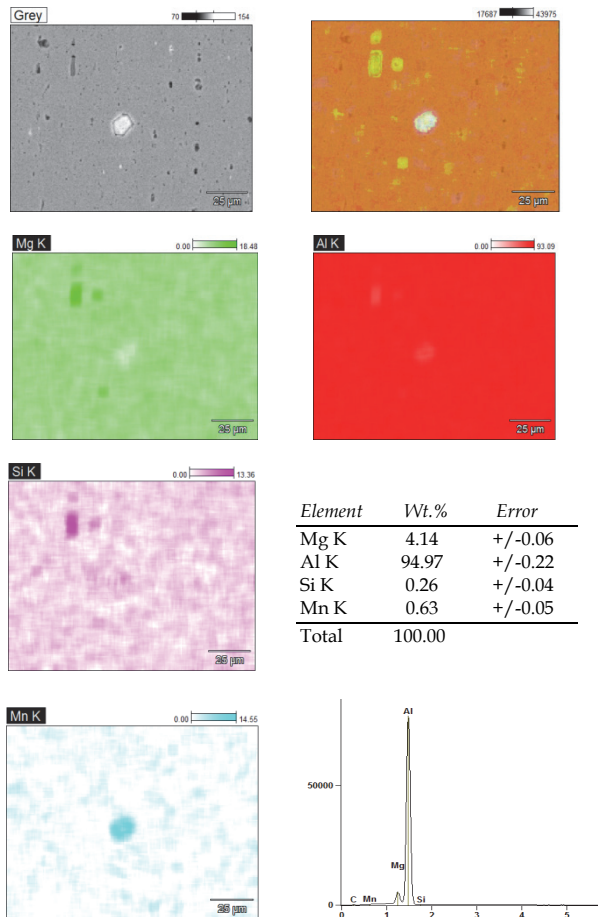 Grey 70 154
17687 43975
25 µm
25 µm
Mg K 0.00 18.48
Al K 0.00 93.09
25 µm
25 µm
Si K 0.00 13.36
25 µm
Element Wt.% Error
Mg K 4.14 +/-0.06
Al K 94.97 +/-0.22
Si K 0.26 +/-0.04
Mn K 0.63 +/-0.05
Total 100.00
Mn K 0.00 14.55
25 µm
Al
50000
Mg
C Mn Si
0
0 1 2 3 4 5